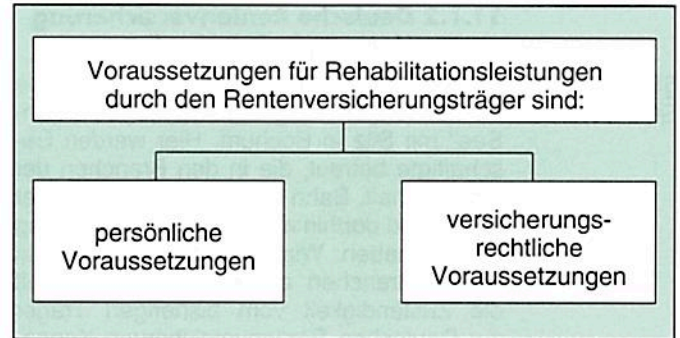 Voraussetzungen für Rehabilitationsleistungen
durch den Rentenversicherungsträger sind:
persönliche
Voraussetzungen
versicherungs-
rechtliche
Voraussetzungen